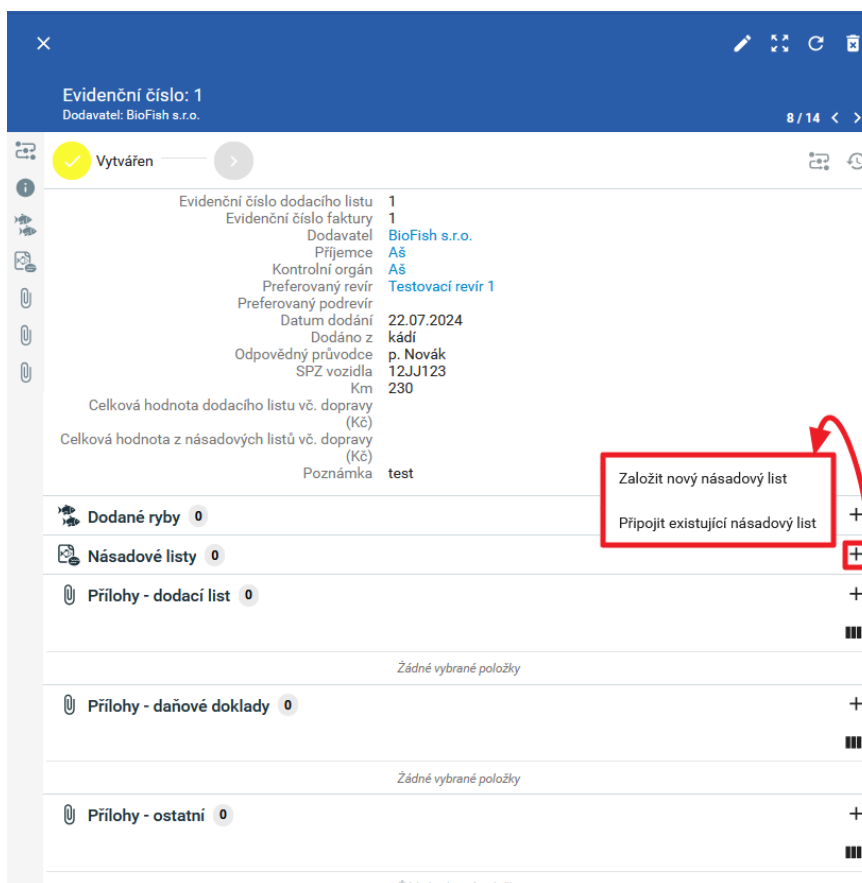 Evidenční číslo: 1
Dodavatel: BioFish s.r.o.
8 / 14
Vytvářen
Evidenční číslo dodacího listu 1
Evidenční číslo faktury 1
Dodavatel BioFish s.r.o.
Příjemce Aš
Kontrolní orgán Aš
Preferovaný revír Testovací revír 1
Preferovaný podrevír
Datum dodání 22.07.2024
Dodáno z kádí
Odpovědný průvodce p. Novák
SPZ vozidla 12JJ123
Km 230
Celková hodnota dodacího listu vč. dopravy
(Kč)
Celková hodnota z násadových listů vč. dopravy
(Kč)
Poznámka test
Založit nový násadový list
Připojit existující násadový list
Dodané ryby 0
Násadové listy 0
Přílohy - dodací list 0
Žádné vybrané položky
Přílohy - daňové doklady 0
Žádné vybrané položky
Přílohy - ostatní 0